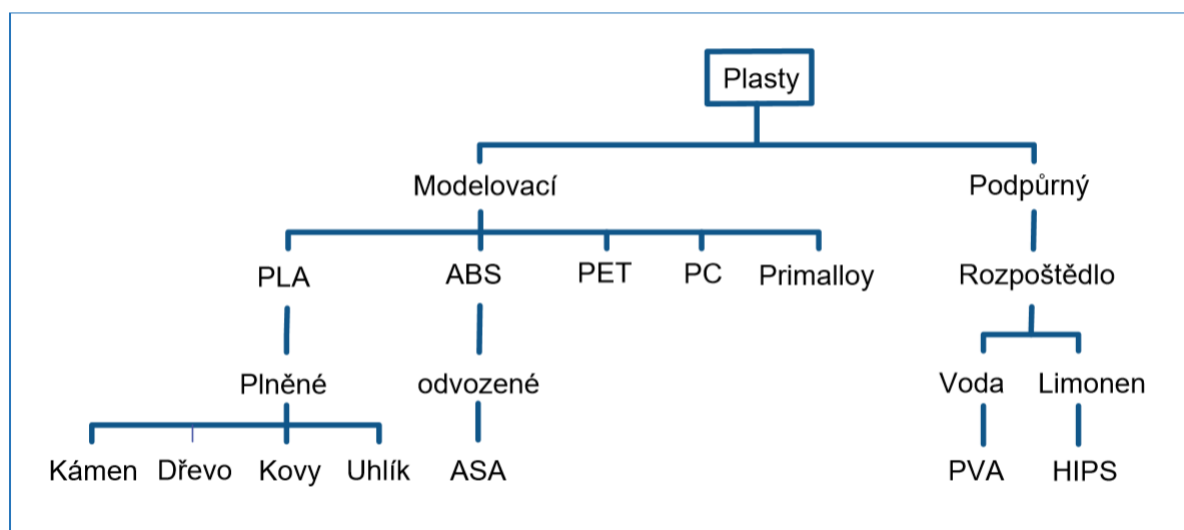 Plasty
Modelovací Podpůrný
PLA ABS PET PC Primalloy Rozpoštědlo
Plněné odvozené Voda Limonen
Kámen Dřevo Kovy Uhlík ASA PVA HIPS